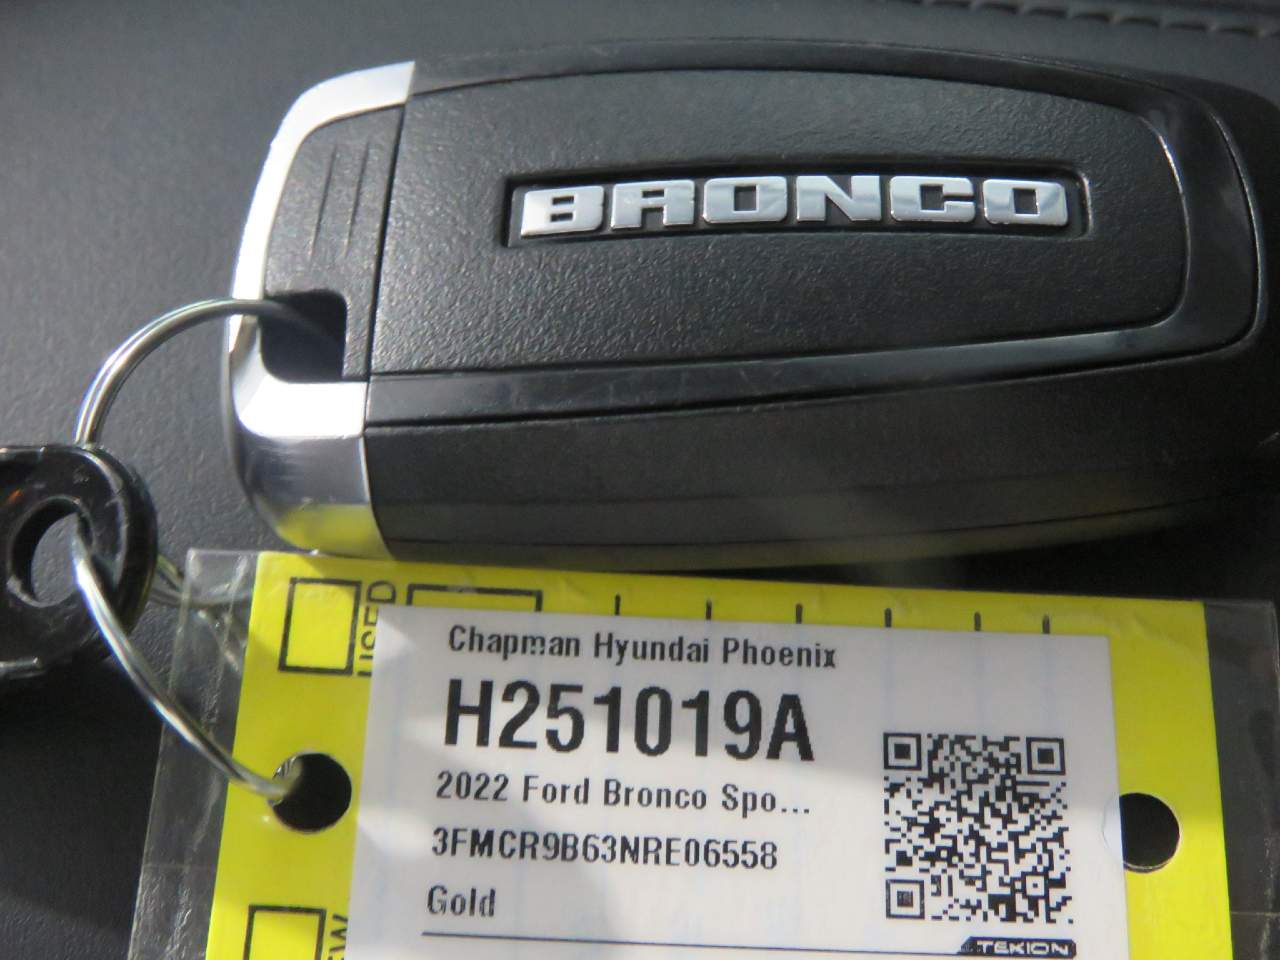 BRONCO
USED
Chapman Hyundai Phoenix
H251019A
2022 Ford Bronco Spo...
3FMCR9B63NRE06558
Gold
TEKION